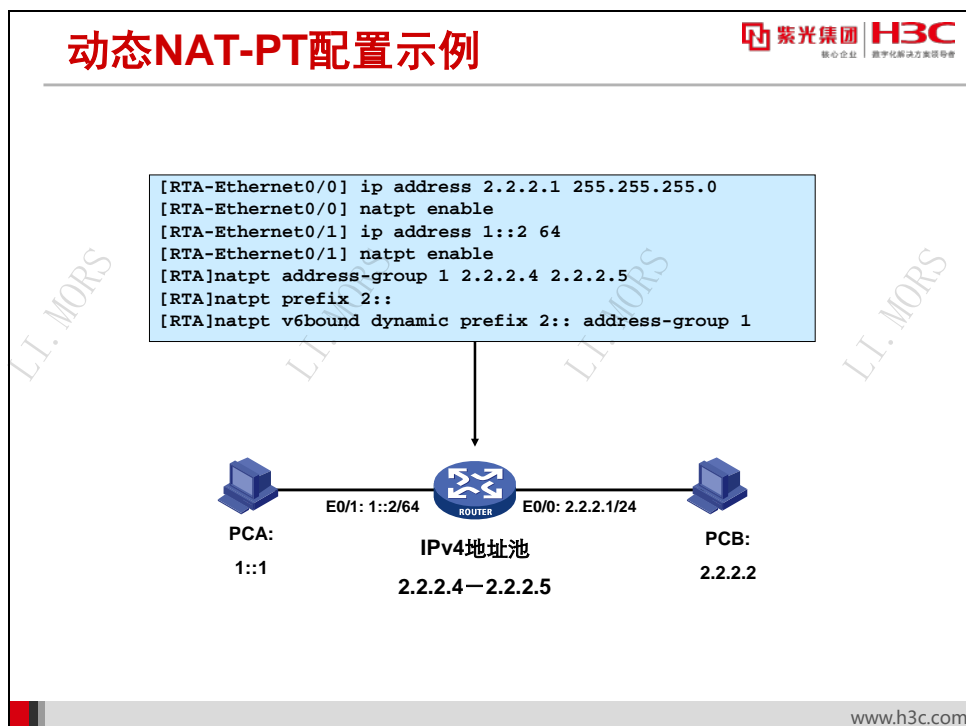 动态NAT-PT配置示例
紫光集团 H3C
核心企业 数字化解决方案领导者
[RTA-Ethernet0/0] ip address 2.2.2.1 255.255.255.0
[RTA-Ethernet0/0] natpt enable
[RTA-Ethernet0/1] ip address 1::2 64
[RTA-Ethernet0/1] natpt enable
[RTA]natpt address-group 1 2.2.2.4 2.2.2.5
[RTA]natpt prefix 2::
[RTA]natpt v6bound dynamic prefix 2:: address-group 1
LI.MORS
LI.MORS
LI.MORS
LI.MORS
E0/1: 1::2/64
ROUTER
E0/0: 2.2.2.1/24
PCA:
1::1
IPv4地址池
2.2.2.4－2.2.2.5
PCB:
2.2.2.2
www.h3c.com